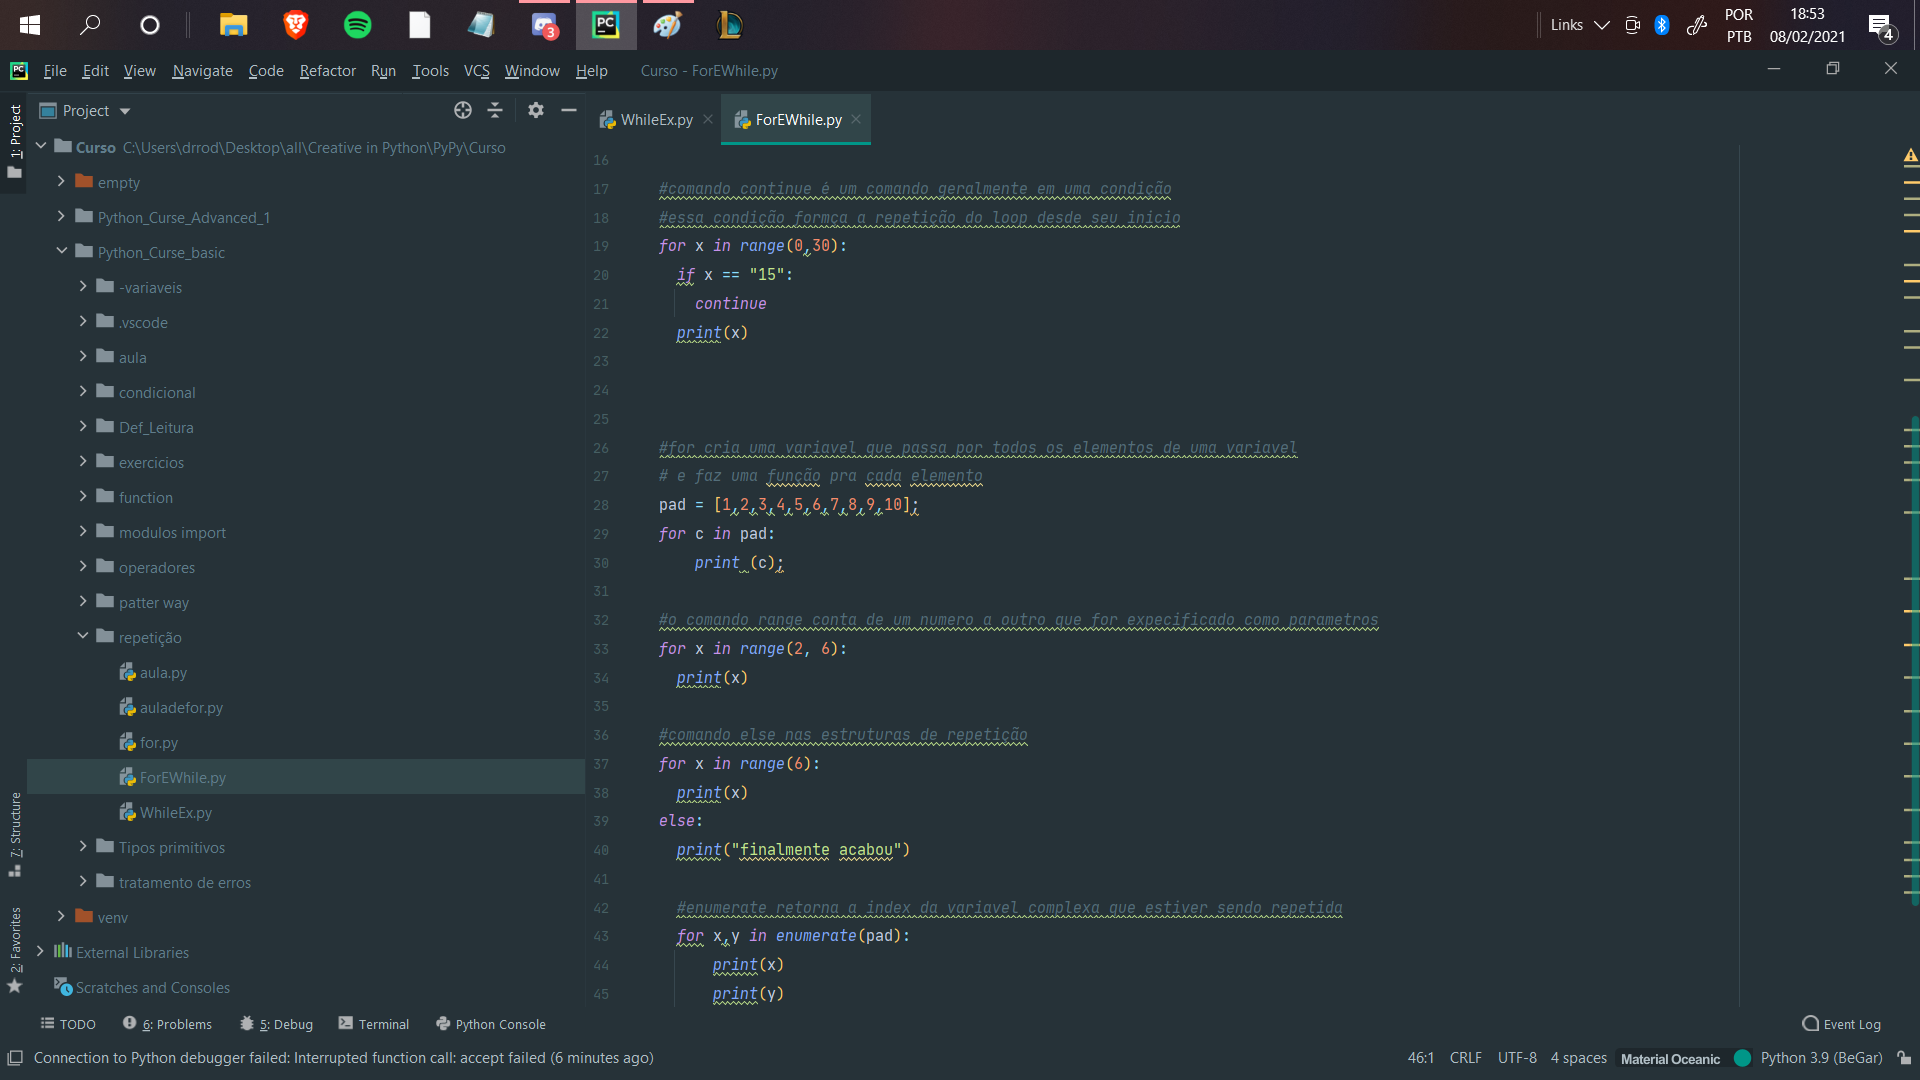 Links
POR
PTB
18:53
08/02/2021
3
4
File Edit View Navigate Code Refactor Run Tools VCS Window Help Curso - ForEWhile.py
1: Project
Project
WhileEx.py
ForEWhile.py
Curso C:\Users\drrod\Desktop\all\Creative in Python\PyPy\Curso
empty
Python_Curse_Advanced_1
Python_Curse_basic
-variaveis
.vscode
aula
condicional
Def_Leitura
exercicios
function
modulos import
operadores
patter way
repetição
aula.py
auladefor.py
for.py
ForEWhile.py
WhileEx.py
Tipos primitivos
tratamento de erros
venv
External Libraries
Scratches and Consoles
7: Structure
2: Favorites
16
17 #comando continue é um comando geralmente em uma condição
18 #essa condição formça a repetição do loop desde seu inicio
19 for x in range(0,30):
20 if x == "15":
21 continue
22 print(x)
23
24
25
26 #for cria uma variavel que passa por todos os elementos de uma variavel
27 # e faz uma função pra cada elemento
28 pad = [1,2,3,4,5,6,7,8,9,10];
29 for c in pad:
30 print (c);
31
32 #o comando range conta de um numero a outro que for expecificado como parametros
33 for x in range(2, 6):
34 print(x)
35
36 #comando else nas estruturas de repetição
37 for x in range(6):
38 print(x)
39 else:
40 print("finalmente acabou")
41
42 #enumerate retorna a index da variavel complexa que estiver sendo repetida
43 for x,y in enumerate(pad):
44 print(x)
45 print(y)
TODO 6: Problems 5: Debug Terminal Python Console Event Log
Connection to Python debugger failed: Interrupted function call: accept failed (6 minutes ago) 46:1 CRLF UTF-8 4 spaces Material Oceanic Python 3.9 (BeGar)